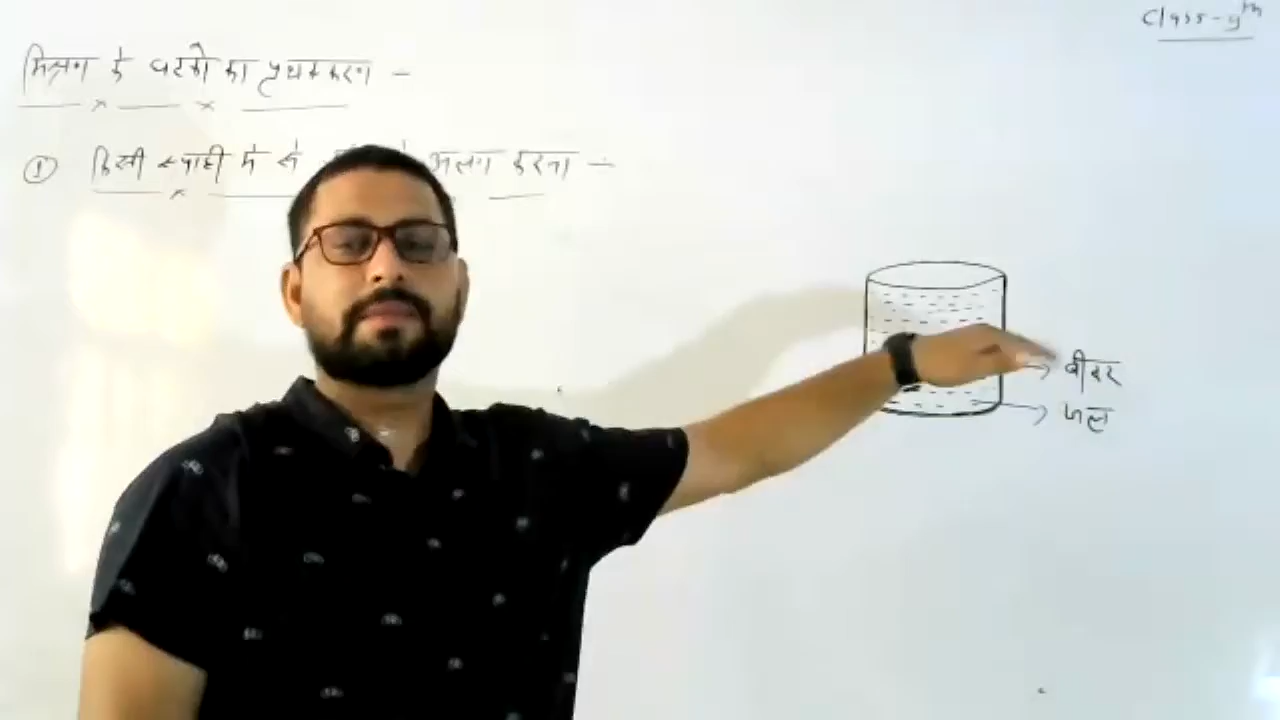 Class-9th
मिश्रण के घटकों का पृथक्करण -
① किसी स्याही में से अलग करना -
बीकर
जल